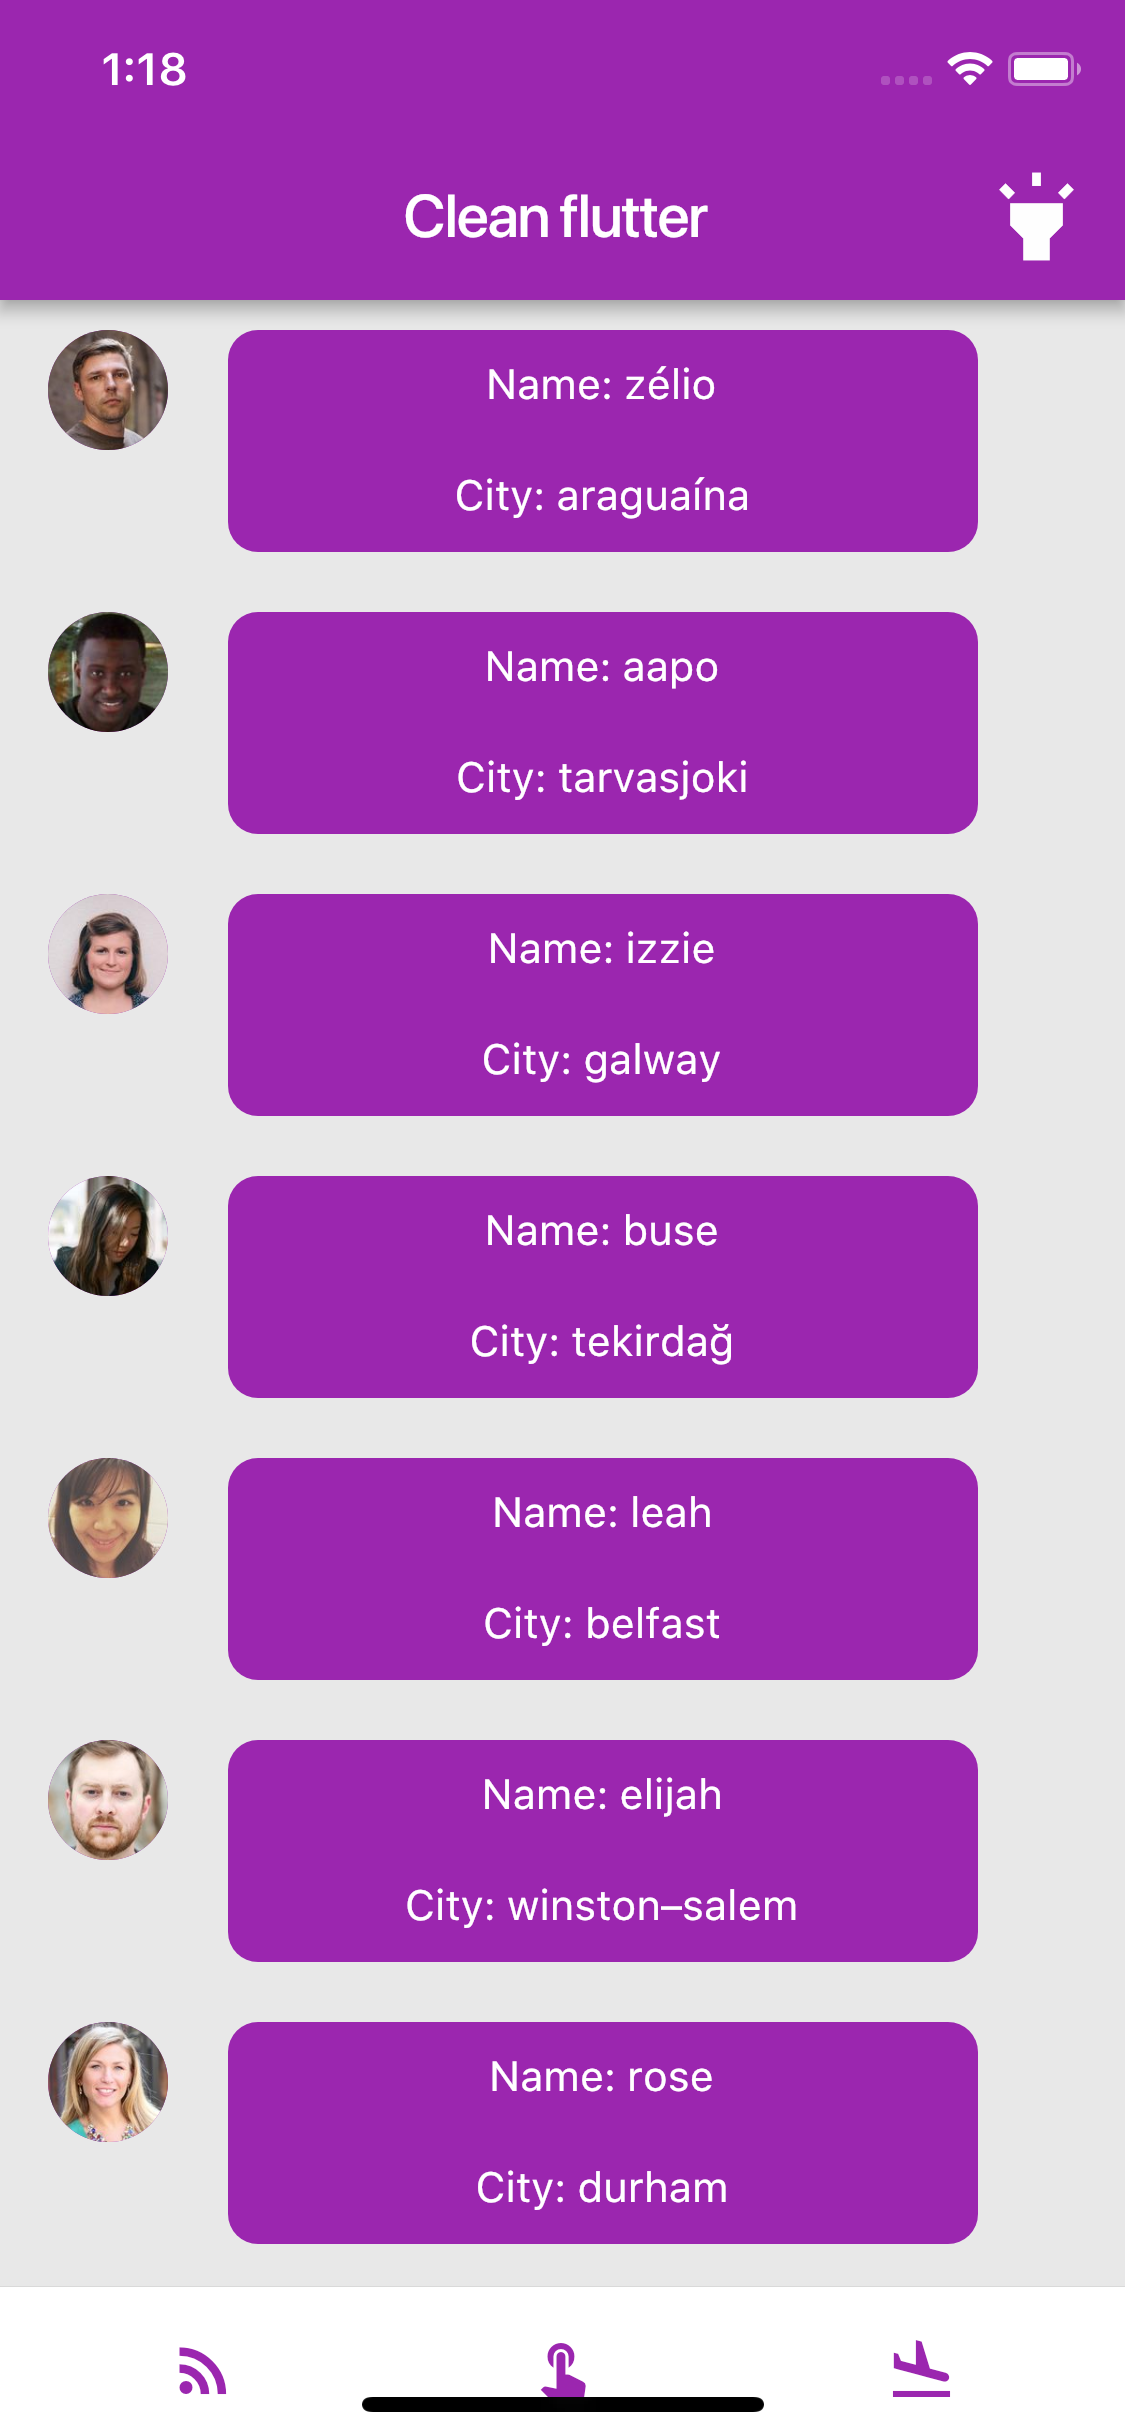 1:18
Clean flutter
Name: zélio
City: araguaína
Name: aapo
City: tarvasjoki
Name: izzie
City: galway
Name: buse
City: tekirdağ
Name: leah
City: belfast
Name: elijah
City: winston–salem
Name: rose
City: durham